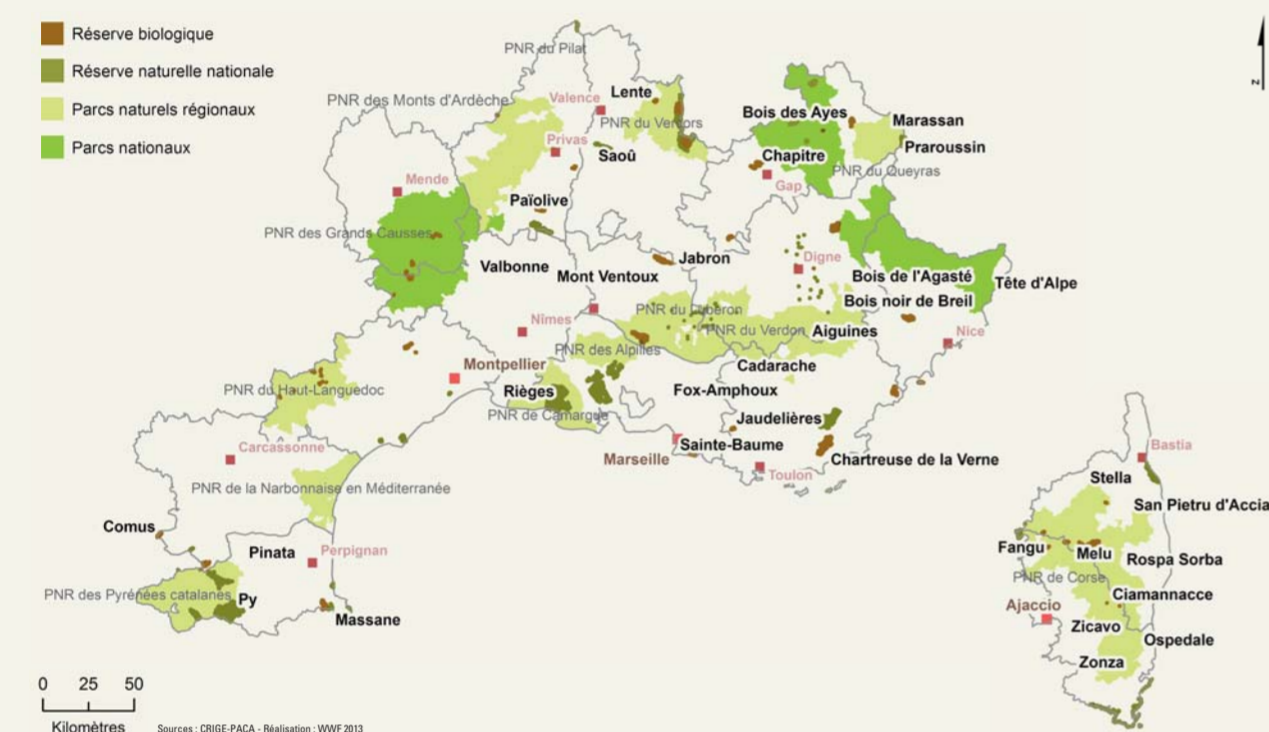 Réserve biologique
Réserve naturelle nationale
Parcs naturels régionaux
Parcs nationaux
N
PNR du Pilat
PNR des Monts d'Ardèche
Valence
Lente
PNR du Vercors
Privas
Saoû
Bois des Ayes
Marassan
Praroussin
Chapitre
PNR du Queyras
Gap
Mende
Païolive
PNR des Grands Causses
Valbonne
Mont Ventoux
Jabron
Digne
Bois de l'Agasté
Tête d'Alpe
Bois noir de Breil
PNR du Luberon
PNR du Verdon
Aiguines
Nîmes
Nice
PNR des Alpilles
Montpellier
Cadarache
PNR du Haut-Languedoc
Rièges
Fox-Amphoux
PNR de Camargue
Jaudelières
Carcassonne
Sainte-Baume
Marseille
Chartreuse de la Verne
Toulon
Bastia
PNR de la Narbonnaise en Méditerranée
Stella
San Pietru d'Accia
Comus
Pinata
Perpignan
Fangu
Melu
Rospa Sorba
PNR de Corse
PNR des Pyrénées catalanes
Py
Ciamannacce
Ajaccio
Massane
Zicavo
Ospedale
Zonza
0 25 50
Kilomètres
Sources : CRIGE-PACA - Réalisation : WWF 2013